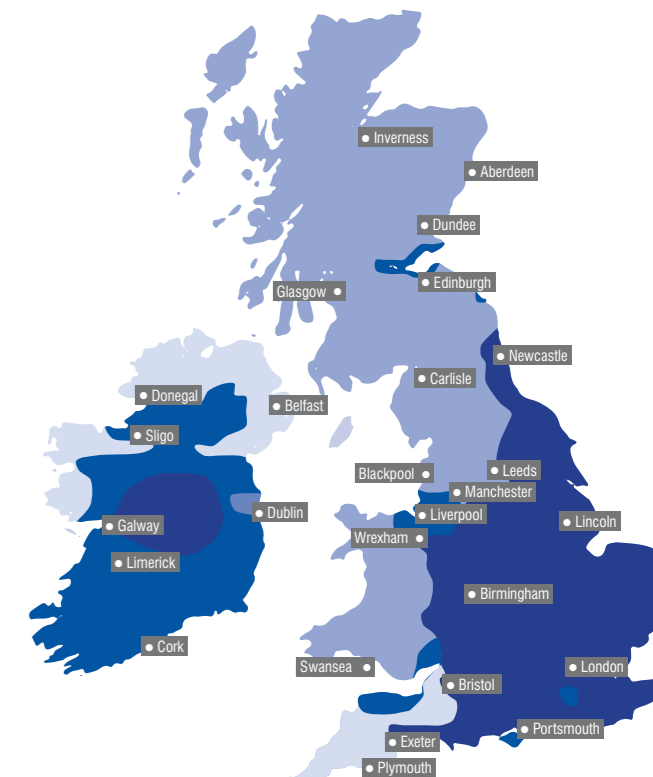 Inverness
Aberdeen
Dundee
Edinburgh
Glasgow
Newcastle
Carlisle
Donegal
Belfast
Sligo
Blackpool
Leeds
Manchester
Dublin
Liverpool
Galway
Lincoln
Wrexham
Limerick
Birmingham
Cork
Swansea
London
Bristol
Portsmouth
Exeter
Plymouth